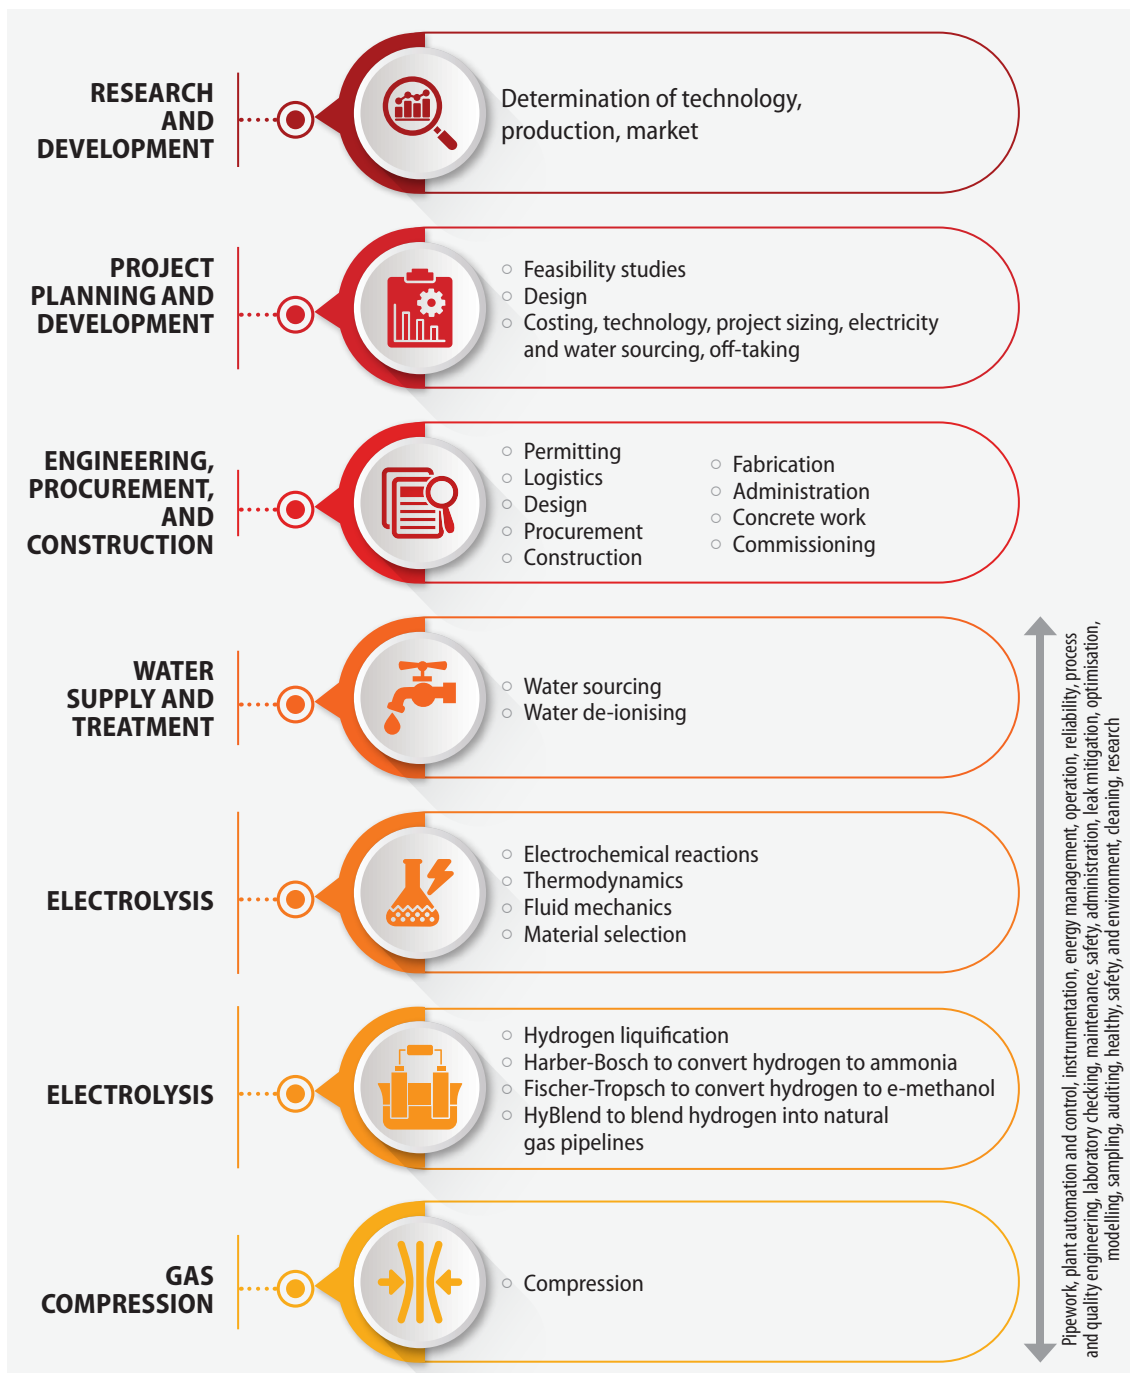 RESEARCH
AND
DEVELOPMENT
Determination of technology,
production, market
PROJECT
PLANNING AND
DEVELOPMENT
Feasibility studies
Design
Costing, technology, project sizing, electricity
and water sourcing, off-taking
ENGINEERING,
PROCUREMENT,
AND
CONSTRUCTION
Permitting
Logistics
Design
Procurement
Construction
Fabrication
Administration
Concrete work
Commissioning
WATER
SUPPLY AND
TREATMENT
Water sourcing
Water de-ionising
ELECTROLYSIS
Electrochemical reactions
Thermodynamics
Fluid mechanics
Material selection
ELECTROLYSIS
Hydrogen liquification
Harber-Bosch to convert hydrogen to ammonia
Fischer-Tropsch to convert hydrogen to e-methanol
HyBlend to blend hydrogen into natural
gas pipelines
GAS
COMPRESSION
Compression
Pipework, plant automation and control, instrumentation, energy management, operation, reliability, process
and quality engineering, laboratory checking, maintenance, safety, administration, leak mitigation, optimisation,
modelling, sampling, auditing, healthy, safety, and environment, cleaning, research